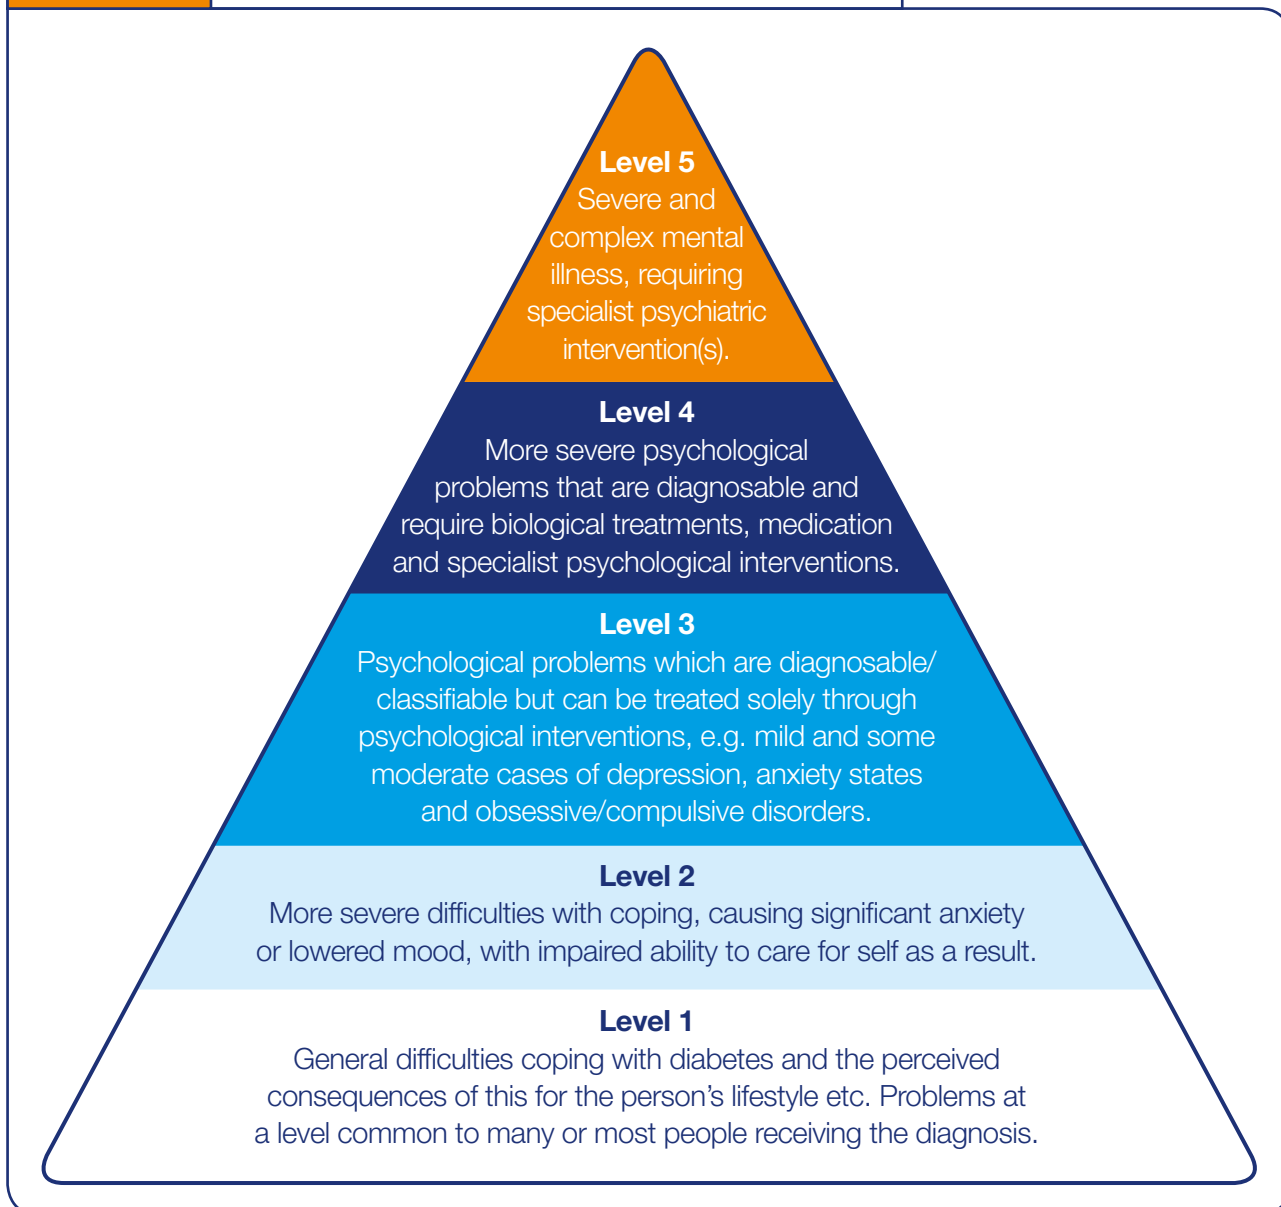 Level 5
Severe and
complex mental
illness, requiring
specialist psychiatric
intervention(s).
Level 4
More severe psychological
problems that are diagnosable and
require biological treatments, medication
and specialist psychological interventions.
Level 3
Psychological problems which are diagnosable/
classifiable but can be treated solely through
psychological interventions, e.g. mild and some
moderate cases of depression, anxiety states
and obsessive/compulsive disorders.
Level 2
More severe difficulties with coping, causing significant anxiety
or lowered mood, with impaired ability to care for self as a result.
Level 1
General difficulties coping with diabetes and the perceived
consequences of this for the person’s lifestyle etc. Problems at
a level common to many or most people receiving the diagnosis.